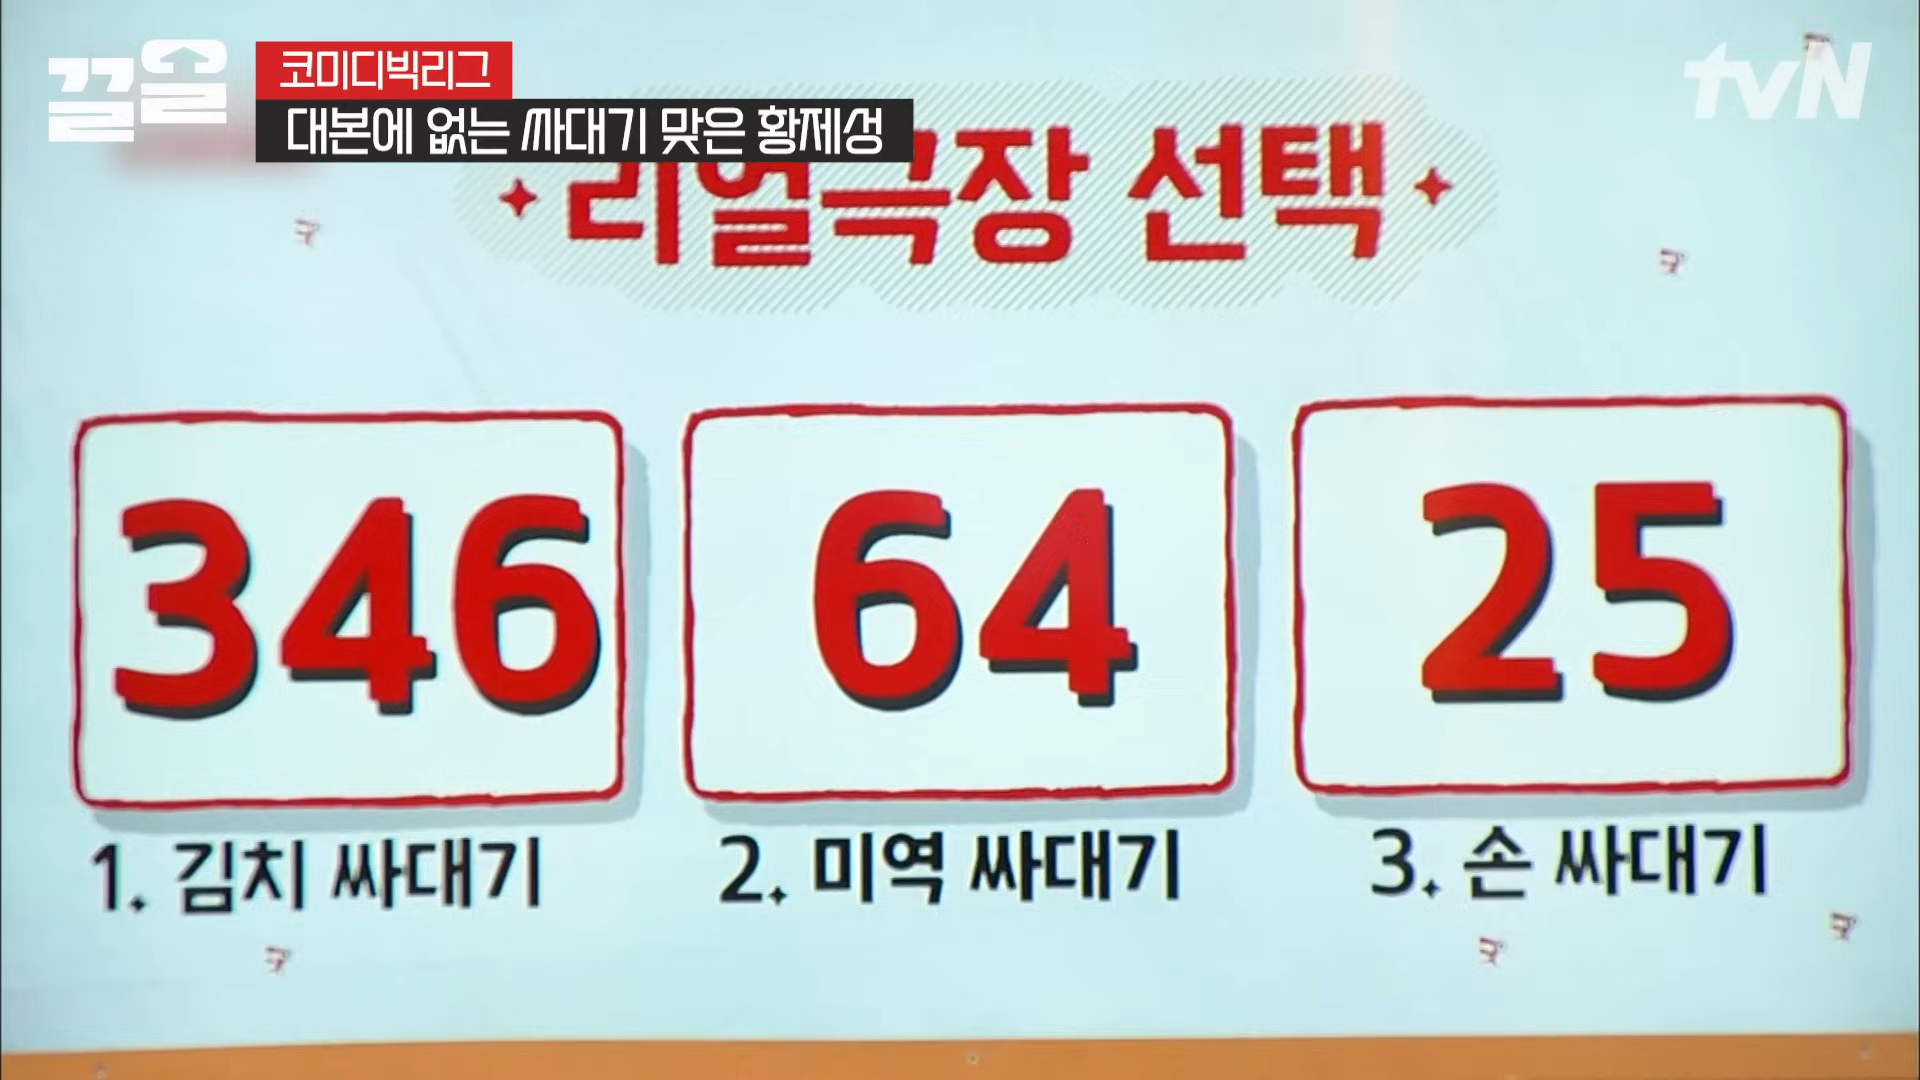 끌올
코미디빅리그
tvN
대본에 없는 싸대기 맞은 황제성
리얼극장 선택
346
64
25
1. 김치 싸대기
2. 미역 싸대기
3. 손 싸대기